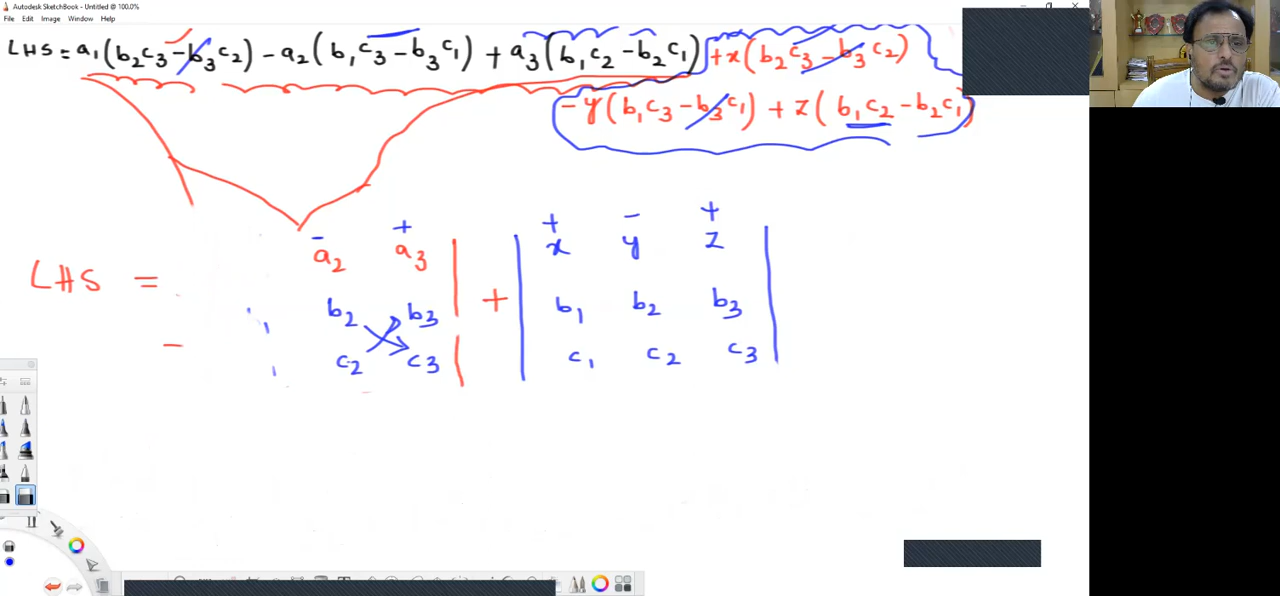 Autodesk SketchBook - Untitled @ 100.0%
File Edit Image Window Help
LHS = a₁(b₂c₃ - b₃c₂) - a₂(b₁c₃ - b₃c₁) + a₃(b₁c₂ - b₂c₁) + x(b₂c₃ - b₃c₂)
- y(b₁c₃ - b₃c₁) + z(b₁c₂ - b₂c₁)
- + + - +
LHS = a₂ a₃ | + | x y z |
b₂ b₃ b₁ b₂ b₃
- c₂ c₃ c₁ c₂ c₃